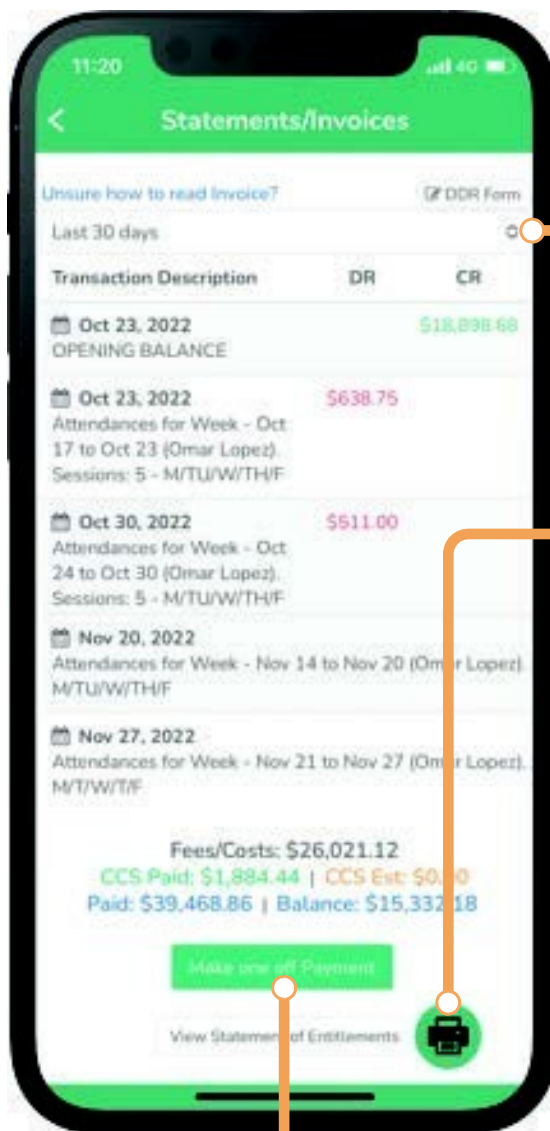 11:20
4G
Statements/Invoices
Unsure how to read Invoice?
DDR Form
Last 30 days
Transaction Description DR CR
Oct 23, 2022 $18,898.68
OPENING BALANCE
Oct 23, 2022 $638.75
Attendances for Week - Oct
17 to Oct 23 (Omar Lopez).
Sessions: 5 - M/TU/W/TH/F
Oct 30, 2022 $511.00
Attendances for Week - Oct
24 to Oct 30 (Omar Lopez).
Sessions: 5 - M/TU/W/TH/F
Nov 20, 2022
Attendances for Week - Nov 14 to Nov 20 (Omar Lopez).
M/TU/W/TH/F
Nov 27, 2022
Attendances for Week - Nov 21 to Nov 27 (Omar Lopez).
M/T/W/T/F
Fees/Costs: $26,021.12
CCS Paid: $1,884.44 | CCS Est: $0.00
Paid: $39,468.86 | Balance: $15,332.18
Make one off Payment
View Statement of Entitlements